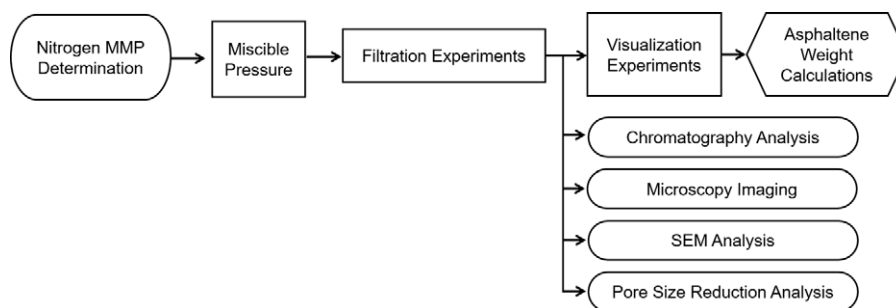 Nitrogen MMP
Determination
Miscible
Pressure
Filtration Experiments
Visualization
Experiments
Asphaltene
Weight
Calculations
Chromatography Analysis
Microscopy Imaging
SEM Analysis
Pore Size Reduction Analysis